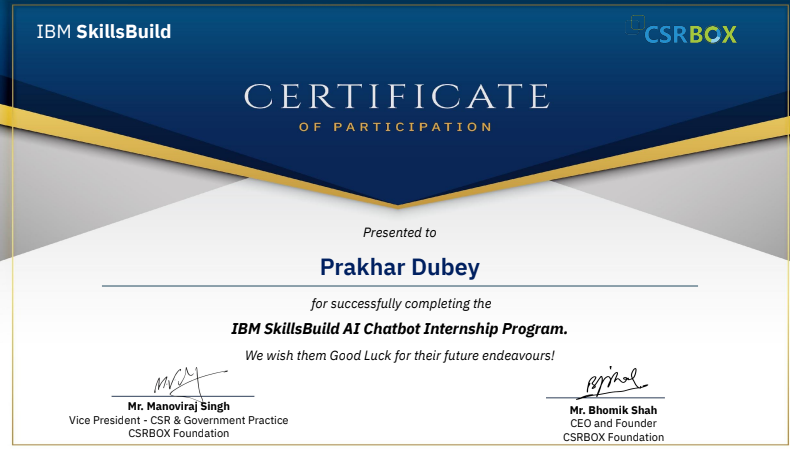 IBM SkillsBuild
CSRBOX
CERTIFICATE
OF PARTICIPATION
Presented to
Prakhar Dubey
for successfully completing the
IBM SkillsBuild AI Chatbot Internship Program.
We wish them Good Luck for their future endeavours!
Mr. Manoviraj Singh
Vice President - CSR & Government Practice
CSRBOX Foundation
Mr. Bhomik Shah
CEO and Founder
CSRBOX Foundation